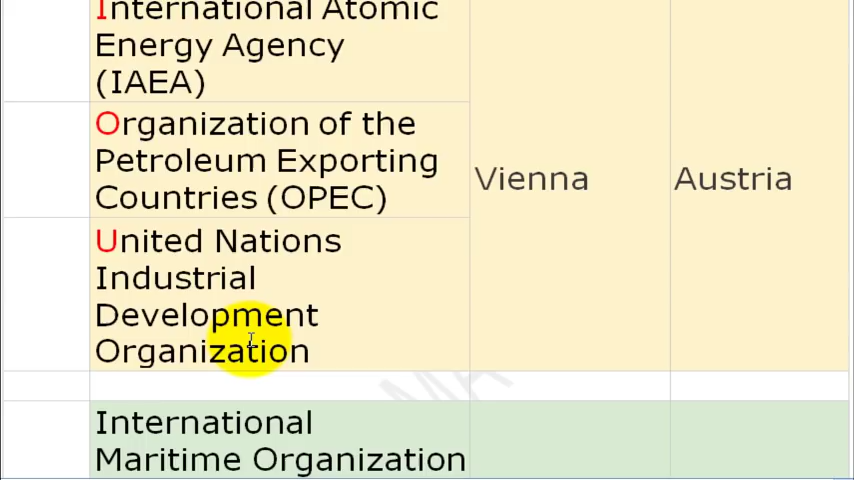 International Atomic
Energy Agency
(IAEA)
Organization of the
Petroleum Exporting
Countries (OPEC)
Vienna
Austria
United Nations
Industrial
Development
Organization
MA
International
Maritime Organization